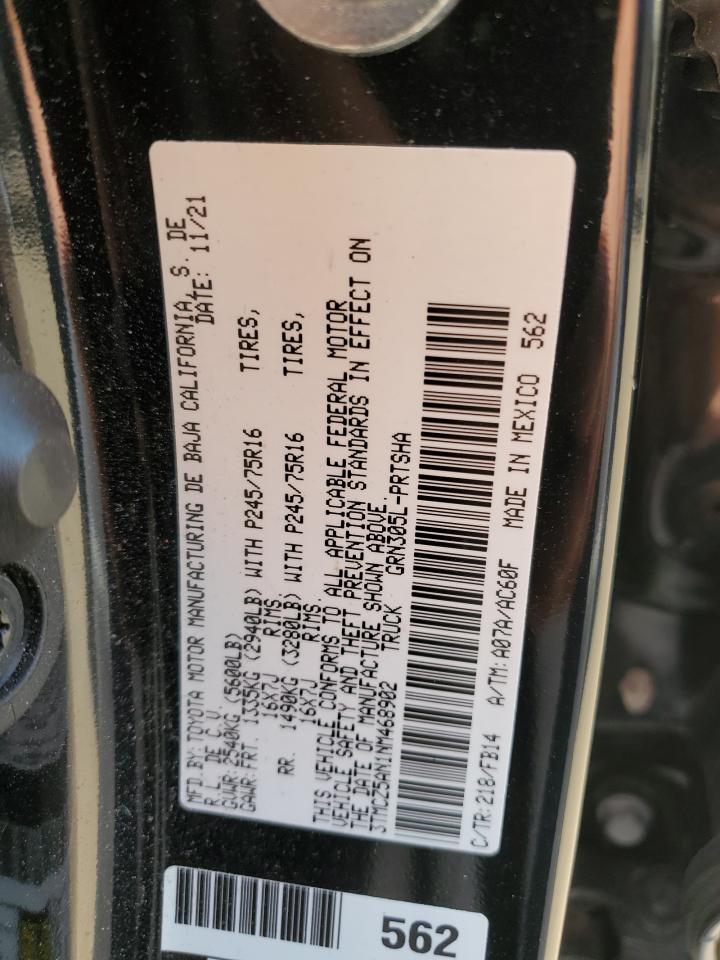 MFD.BY:TOYOTA MOTOR MANUFACTURING DE BAJA CALIFORNIA, S. DE
R.L. DE C.V. DATE: 11/21
GVWR:2540KG (5600LB)
GAWR:FRT. 1335KG (2940LB) WITH P245/75R16 TIRES,
16X7J RIMS
RR. 1490KG (3280LB) WITH P245/75R16 TIRES,
16X7J RIMS.
THIS VEHICLE CONFORMS TO ALL APPLICABLE FEDERAL MOTOR
VEHICLE SAFETY AND THEFT PREVENTION STANDARDS IN EFFECT ON
THE DATE OF MANUFACTURE SHOWN ABOVE.
3TMCZ5AN1NM468902 TRUCK GRN305L-PRTSHA
C/TR:218/FB14 A/TM:A07A/AC60F MADE IN MEXICO 562
562